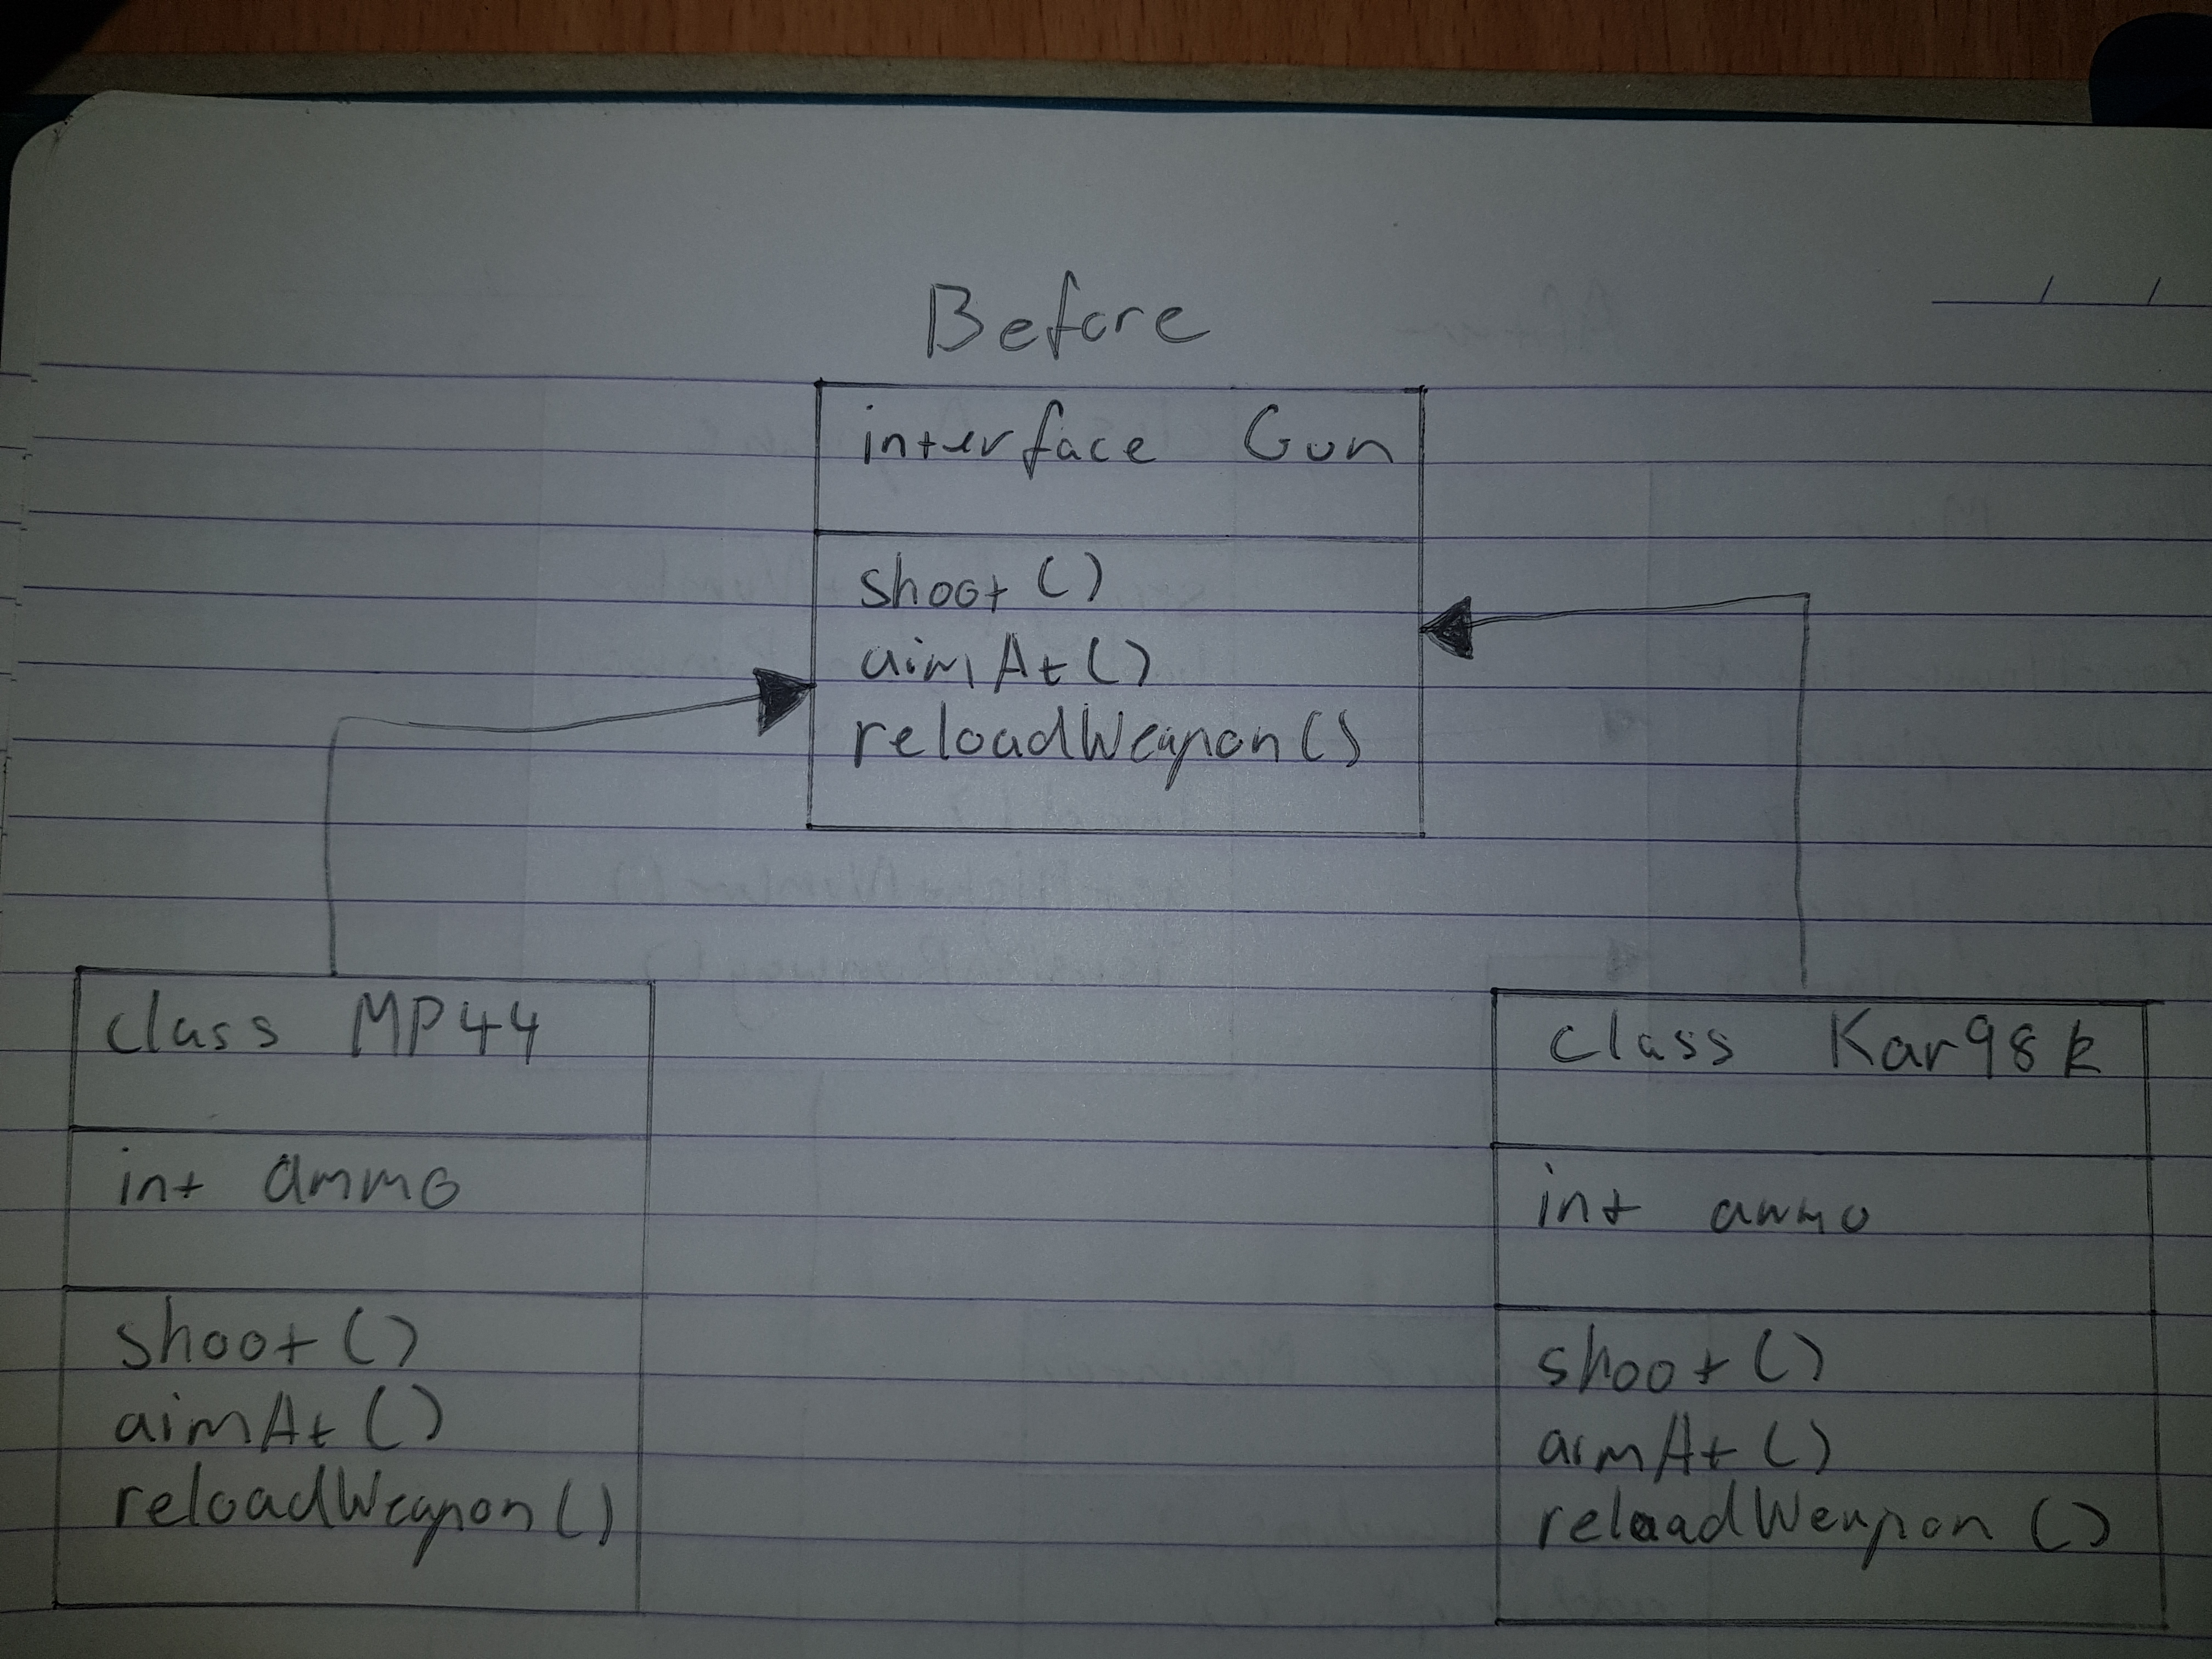 Before
interface Gun
shoot ()
aimAt ()
reloadWeapon ()
class MP44
int ammo
shoot ()
aimAt ()
reloadWeapon ()
class Kar98k
int ammo
shoot ()
aimAt ()
reloadWeapon ()